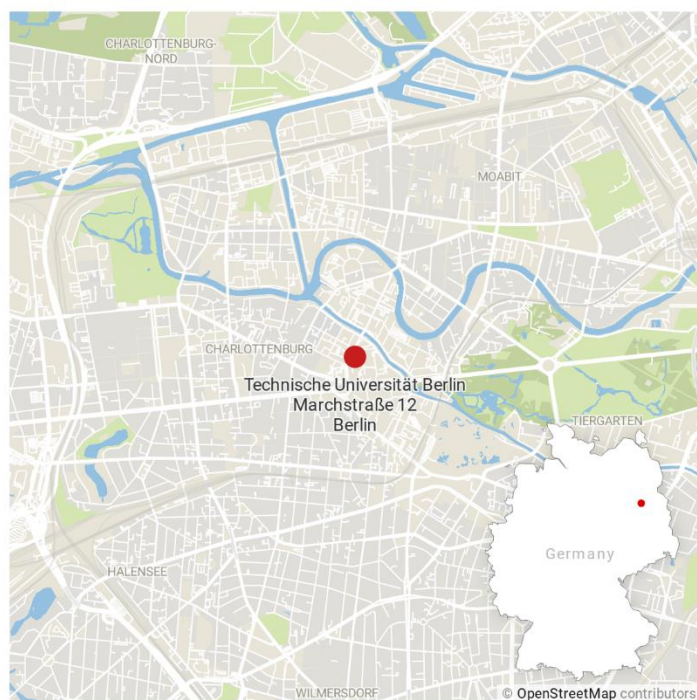 CHARLOTTENBURG-
NORD
MOABIT
CHARLOTTENBURG
Technische Universität Berlin
Marchstraße 12
Berlin
TIERGARTEN
Germany
HALENSEE
WILMERSDORF
© OpenStreetMap contributors